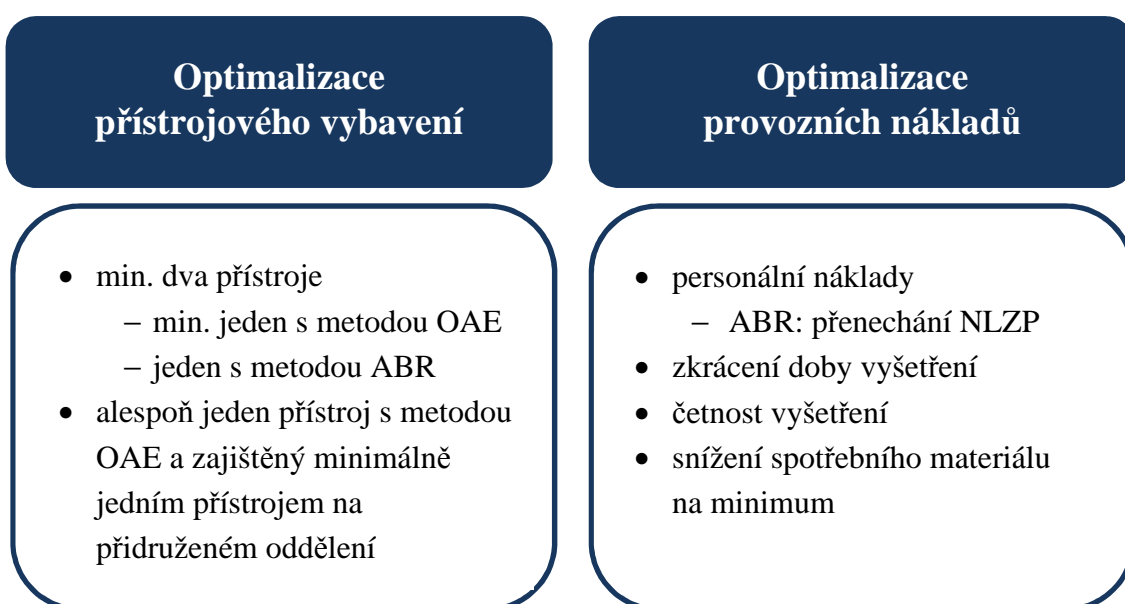 Optimalizace
přístrojového vybavení
• min. dva přístroje
– min. jeden s metodou OAE
– jeden s metodou ABR
• alespoň jeden přístroj s metodou
OAE a zajištěný minimálně
jedním přístrojem na
přidruženém oddělení
Optimalizace
provozních nákladů
• personální náklady
– ABR: přenechání NLZP
• zkrácení doby vyšetření
• četnost vyšetření
• snížení spotřebního materiálu
na minimum